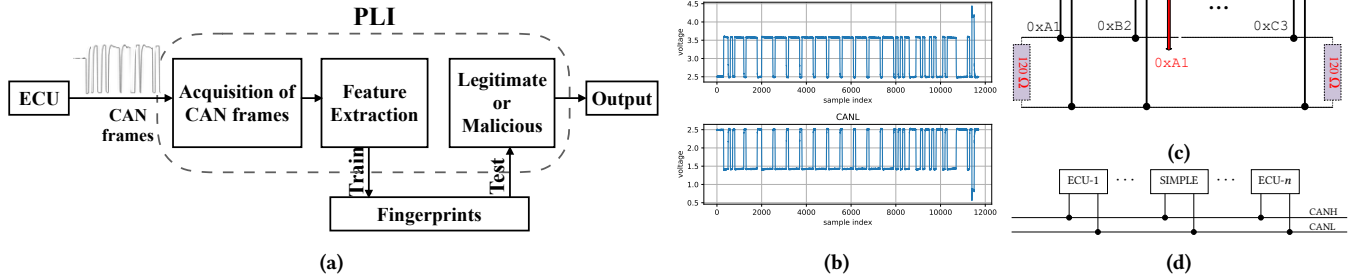 PLI
ECU
CAN
frames
Acquisition of
CAN frames
Feature
Extraction
Legitimate
or
Malicious
Output
Train
Test
Fingerprints
(a)
4.5
4.0
3.5
3.0
2.5
voltage
0 2000 4000 6000 8000 10000 12000
sample index
CANL
2.5
2.0
1.5
1.0
0.5
voltage
0 2000 4000 6000 8000 10000 12000
sample index
(b)
...
0xA1 0xB2 0xC3
0xA1
120 Ω
120 Ω
(c)
ECU-1 ··· SIMPLE ··· ECU-n
CANH
CANL
(d)